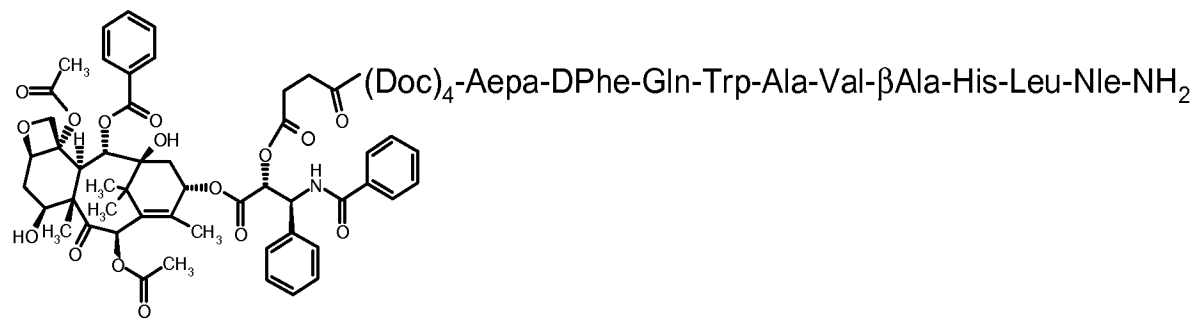 (Doc)4-Aepa-DPhe-Gln-Trp-Ala-Val-βAla-His-Leu-Nle-NH2
CH3
O
O
O
O
O
O
O
H
OH
O
O
H
N
H3C
H3C
O
O
O
HO
CH3
H3C
O
O
CH3
O